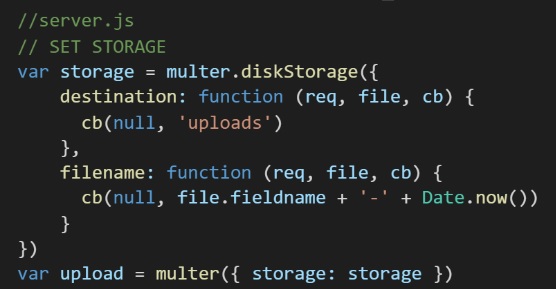 //server.js
// SET STORAGE
var storage = multer.diskStorage({
    destination: function (req, file, cb) {
      cb(null, 'uploads')
    },
    filename: function (req, file, cb) {
      cb(null, file.fieldname + '-' + Date.now())
    }
})
var upload = multer({ storage: storage })